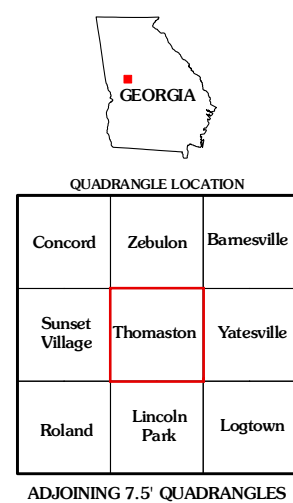 GEORGIA
QUADRANGLE LOCATION
Concord Zebulon Barnesville
Sunset
Village
Thomaston Yatesville
Roland
Lincoln
Park
Logtown
ADJOINING 7.5' QUADRANGLES